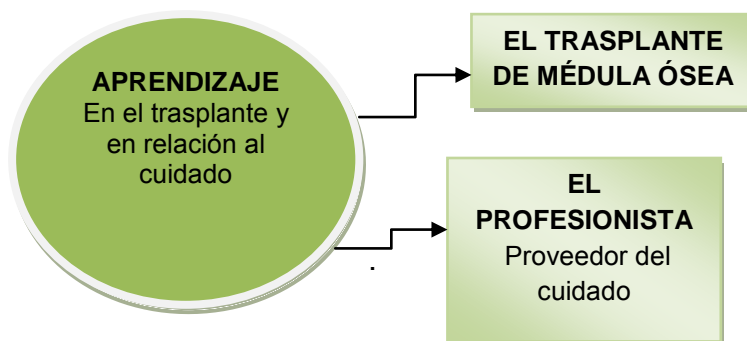 APRENDIZAJE
En el trasplante y
en relación al
cuidado
EL TRASPLANTE
DE MÉDULA ÓSEA
EL
PROFESIONISTA
Proveedor del
cuidado
.